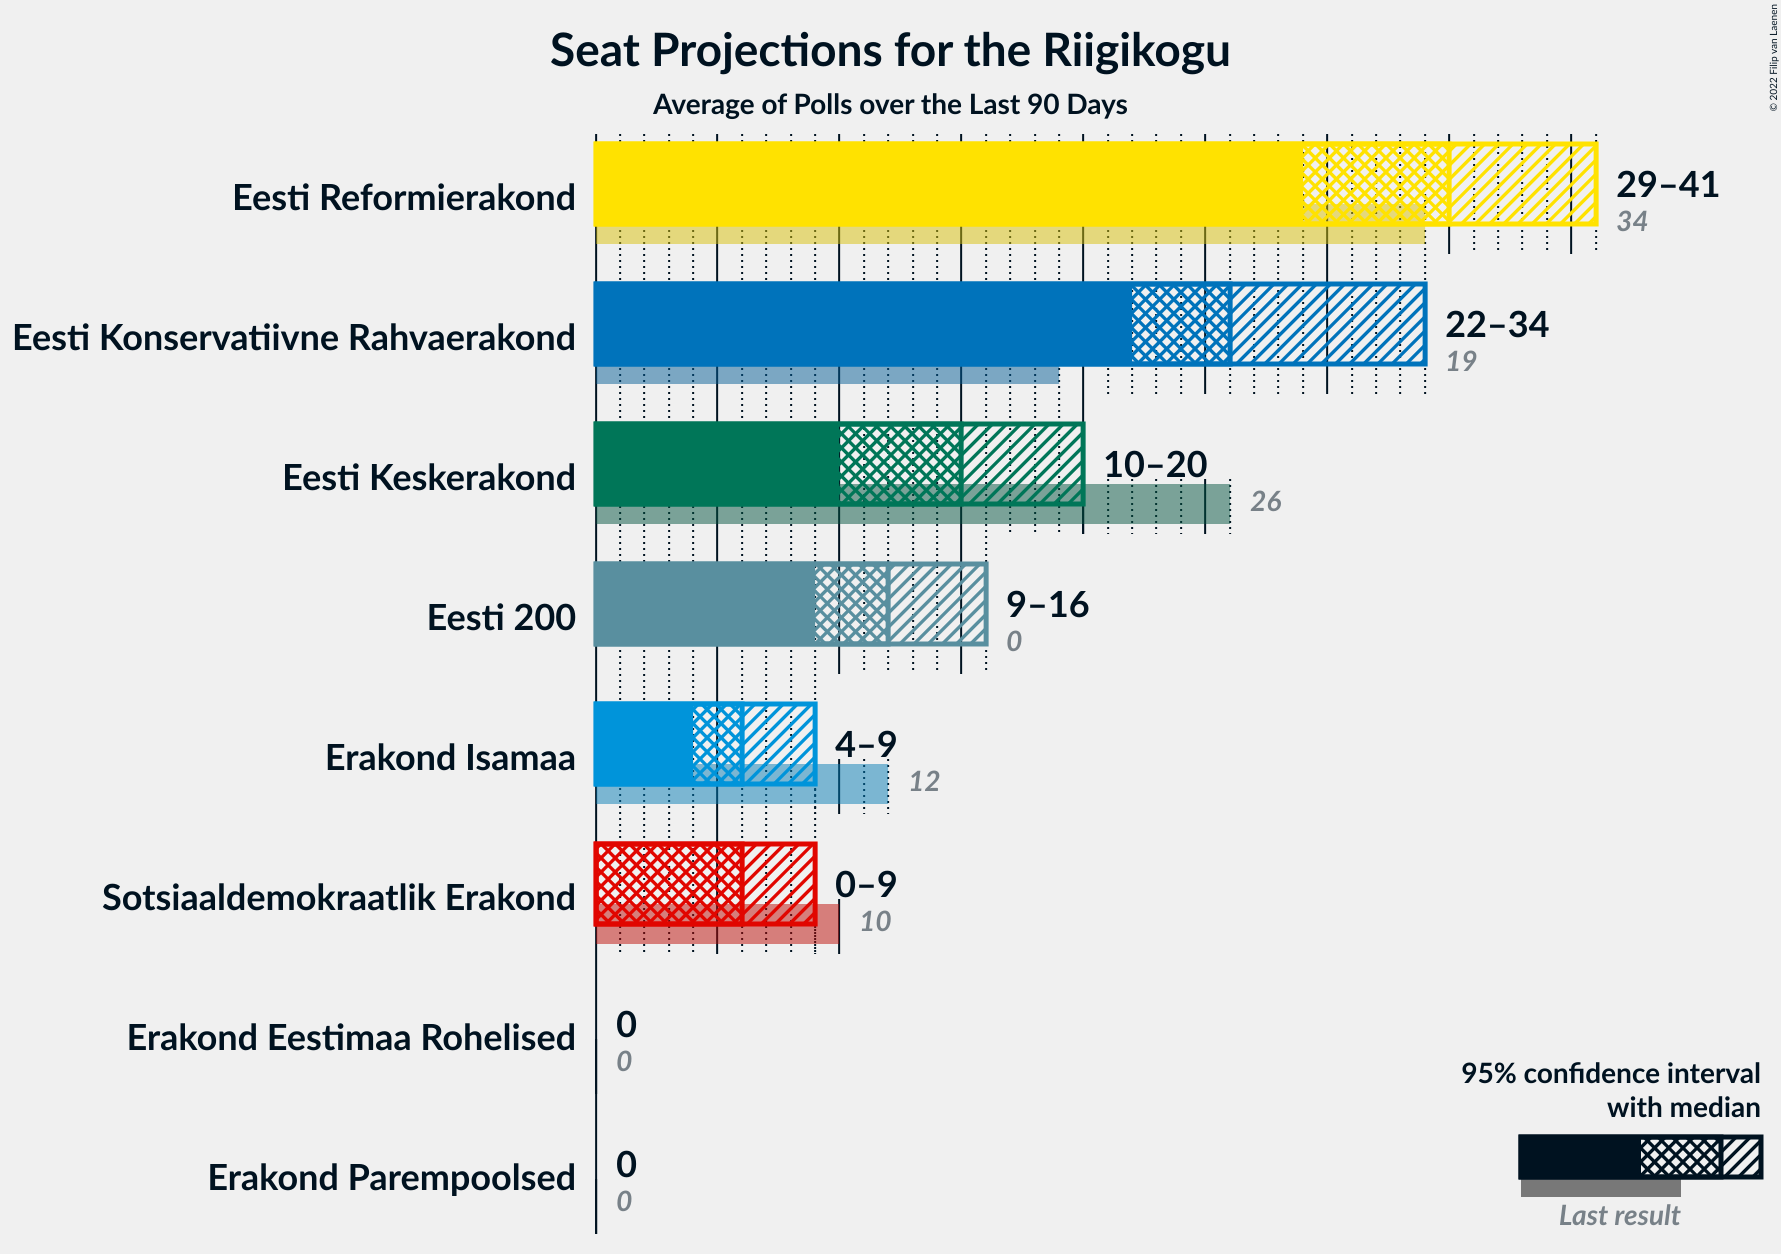 Seat Projections for the Riigikogu
Average of Polls over the Last 90 Days
© 2022 Filip van Laenen
Eesti Reformierakond
29–41
34
Eesti Konservatiivne Rahvaerakond
22–34
19
Eesti Keskerakond
10–20
26
Eesti 200
9–16
0
Erakond Isamaa
4–9
12
Sotsiaaldemokraatlik Erakond
0–9
10
Erakond Eestimaa Rohelised
0
0
Erakond Parempoolsed
0
0
95% confidence interval
with median
Last result